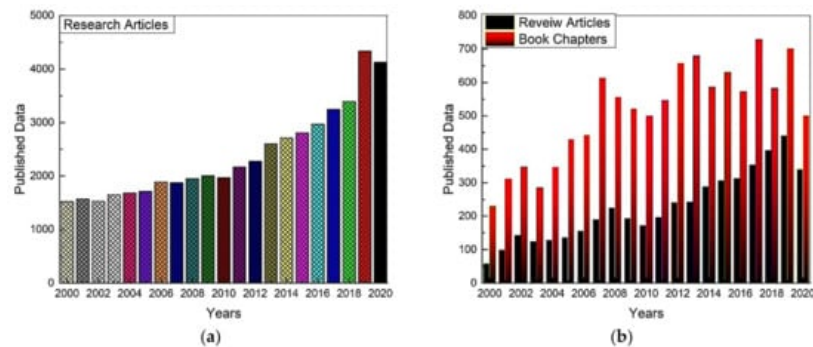 Research Articles
5000
4000
3000
2000
1000
0
Published Data
2000 2002 2004 2006 2008 2010 2012 2014 2016 2018 2020
Years
(a)
Reveiw Articles
Book Chapters
800
700
600
500
400
300
200
100
0
Published Data
2000 2002 2004 2006 2008 2010 2012 2014 2016 2018 2020
Years
(b)